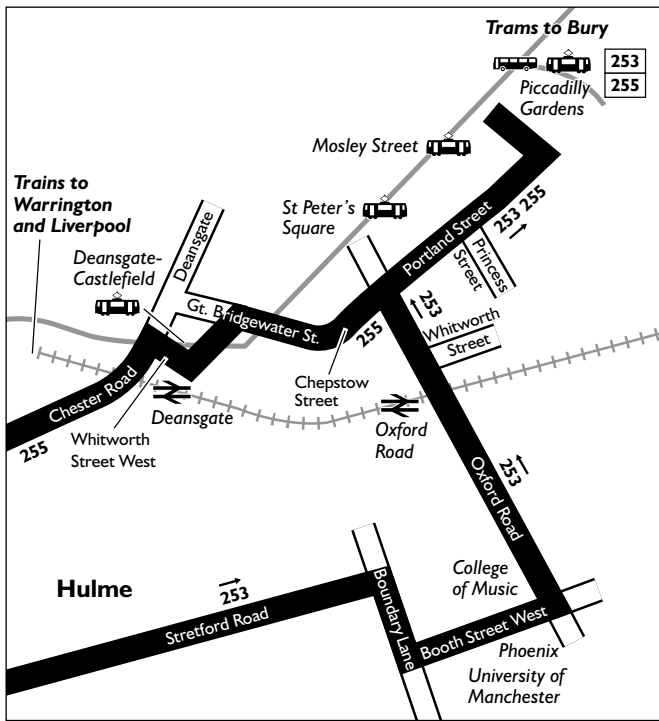 Trams to Bury
253
255
Piccadilly
Gardens
Mosley Street
St Peter's
Square
Trains to
Warrington
and Liverpool
Deansgate-
Castlefield
Deansgate
Gt. Bridgewater St.
Portland Street
253 255
Princess
Street
253
Whitworth
Street
255
Chepstow
Street
Chester Road
255
Whitworth
Street West
Deansgate
Oxford
Road
253
Oxford Road
Hulme
253
Stretford Road
Boundary Lane
College
of Music
Booth Street West
Phoenix
University of
Manchester